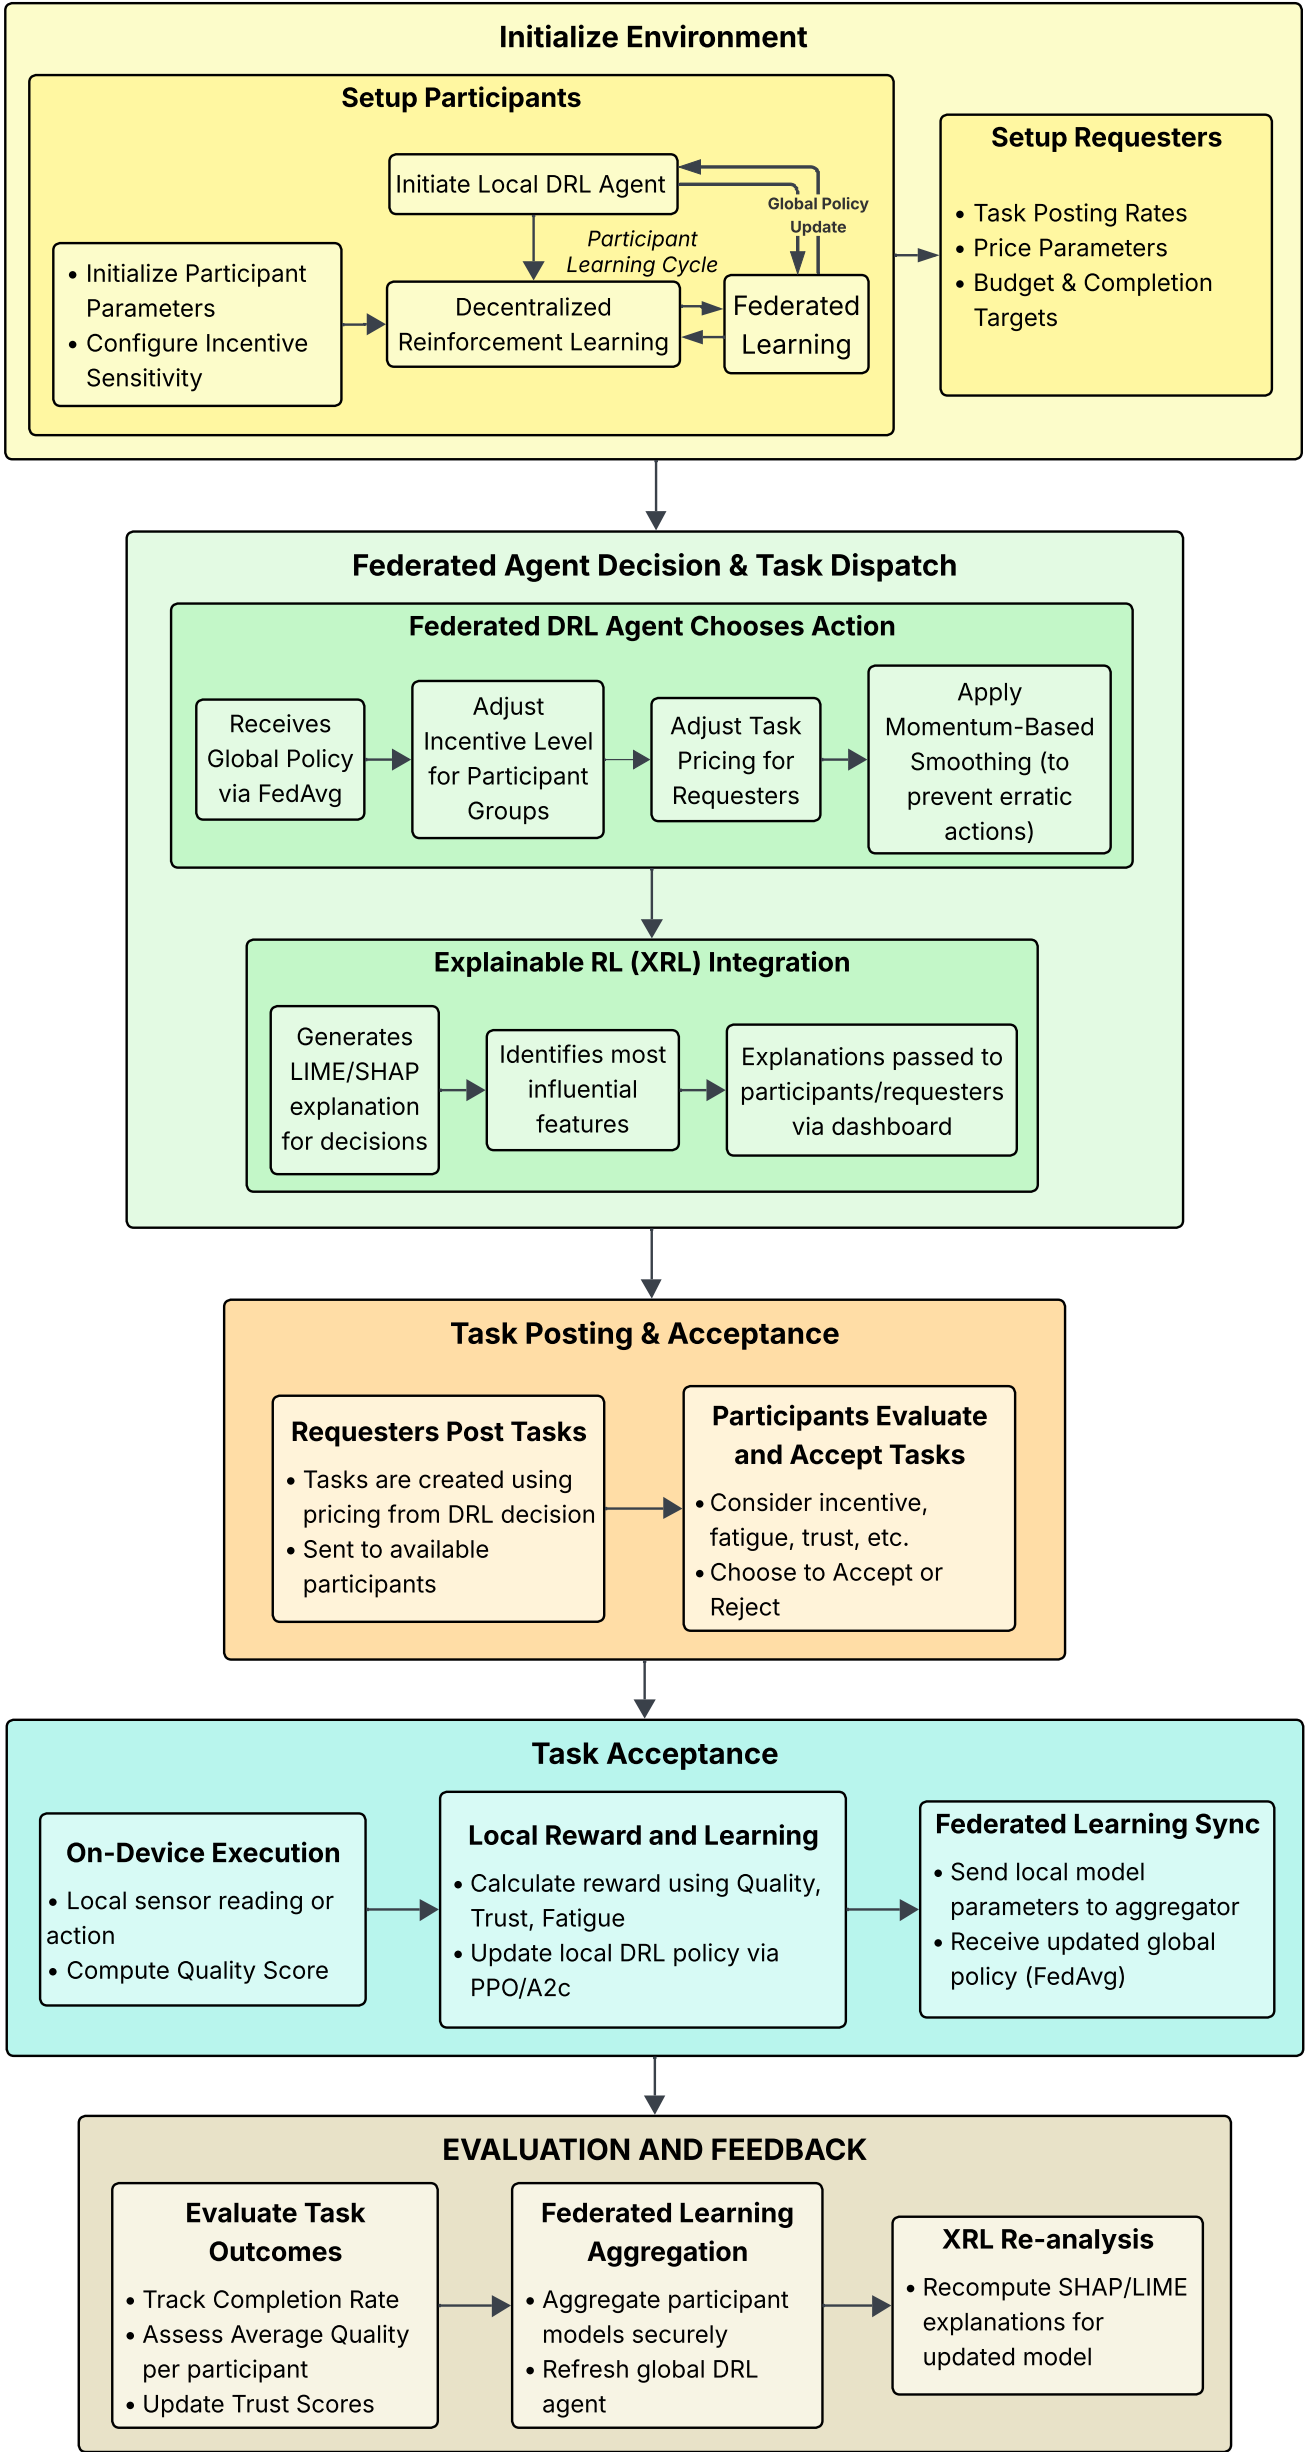 Initialize Environment
Setup Participants
Initiate Local DRL Agent
Global Policy
Update
Participant
Learning Cycle
• Initialize Participant
Parameters
• Configure Incentive
Sensitivity
Decentralized
Reinforcement Learning
Federated
Learning
Setup Requesters
• Task Posting Rates
• Price Parameters
• Budget & Completion
Targets
Federated Agent Decision & Task Dispatch
Federated DRL Agent Chooses Action
Receives
Global Policy
via FedAvg
Adjust
Incentive Level
for Participant
Groups
Adjust Task
Pricing for
Requesters
Apply
Momentum-Based
Smoothing (to
prevent erratic
actions)
Explainable RL (XRL) Integration
Generates
LIME/SHAP
explanation
for decisions
Identifies most
influential
features
Explanations passed to
participants/requesters
via dashboard
Task Posting & Acceptance
Requesters Post Tasks
• Tasks are created using
pricing from DRL decision
• Sent to available
participants
Participants Evaluate
and Accept Tasks
• Consider incentive,
fatigue, trust, etc.
• Choose to Accept or
Reject
Task Acceptance
On-Device Execution
• Local sensor reading or
action
• Compute Quality Score
Local Reward and Learning
• Calculate reward using Quality,
Trust, Fatigue
• Update local DRL policy via
PPO/A2c
Federated Learning Sync
• Send local model
parameters to aggregator
• Receive updated global
policy (FedAvg)
EVALUATION AND FEEDBACK
Evaluate Task
Outcomes
• Track Completion Rate
• Assess Average Quality
per participant
• Update Trust Scores
Federated Learning
Aggregation
• Aggregate participant
models securely
• Refresh global DRL
agent
XRL Re-analysis
• Recompute SHAP/LIME
explanations for
updated model